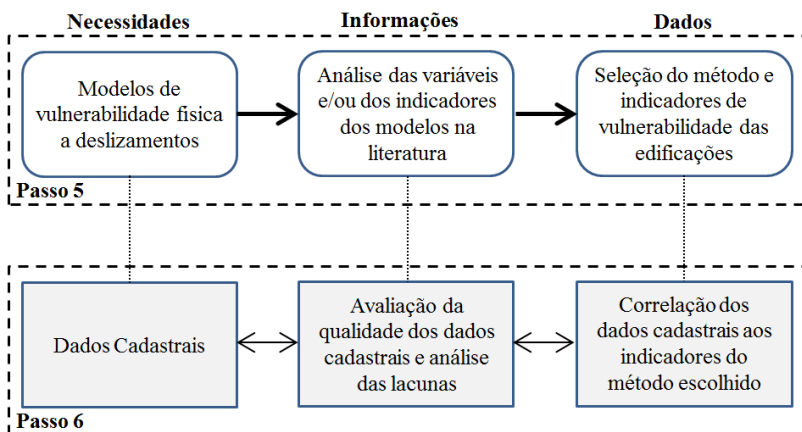 Necessidades
Informações
Dados
Modelos de
vulnerabilidade física
a deslizamentos
Análise das variáveis
e/ou dos indicadores
dos modelos na
literatura
Seleção do método e
indicadores de
vulnerabilidade das
edificações
Passo 5
Dados Cadastrais
Avaliação da
qualidade dos dados
cadastrais e análise
das lacunas
Correlação dos
dados cadastrais aos
indicadores do
método escolhido
Passo 6